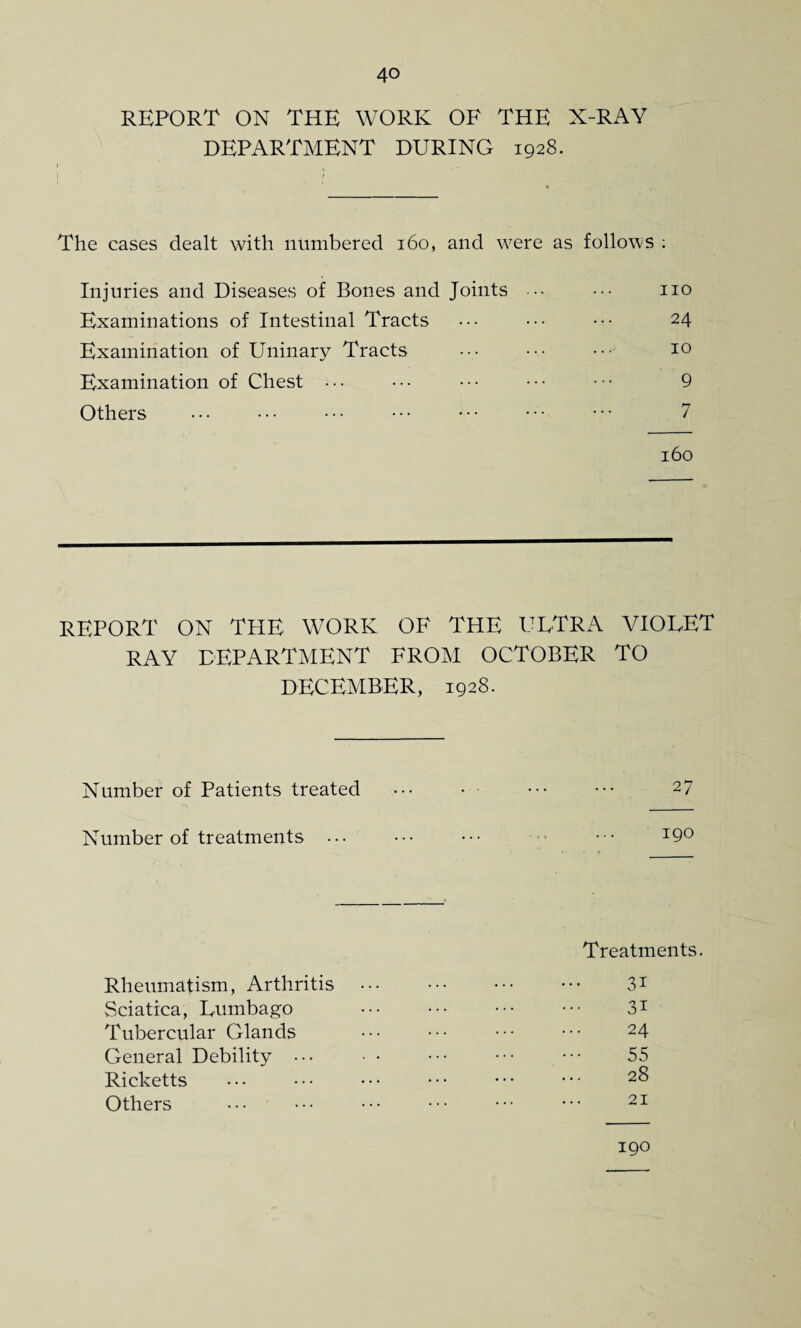 40
REPORT ON THE WORK OF THE X-RAY
DEPARTMENT DURING 1928.
The cases dealt with numbered 160, and were as follows :
Injuries and Diseases of Bones and Joints ... ... 110
Examinations of Intestinal Tracts ... ... ... 24
Examination of Uninary Tracts ... ... ... 10
Examination of Chest ... ... ... ... ... 9
Others ... ... ... ... ... ... ... 7
160
REPORT ON THE WORK OF THE ULTRA VIOLET
RAY DEPARTMENT FROM OCTOBER TO
DECEMBER, 1928.
Number of Patients treated ... .. ... ... 27
Number of treatments ... ... ... .. ... 190
Treatments.
Rheumatism, Arthritis ... ... ... ... 31
Sciatica, Lumbago ... ... ... ... 31
Tubercular Glands ... ... ... ... 24
General Debility ... .. ... ... ... 55
Ricketts ... ... ... ... ... ... 28
Others ... ... ... ... ... ... 21
190